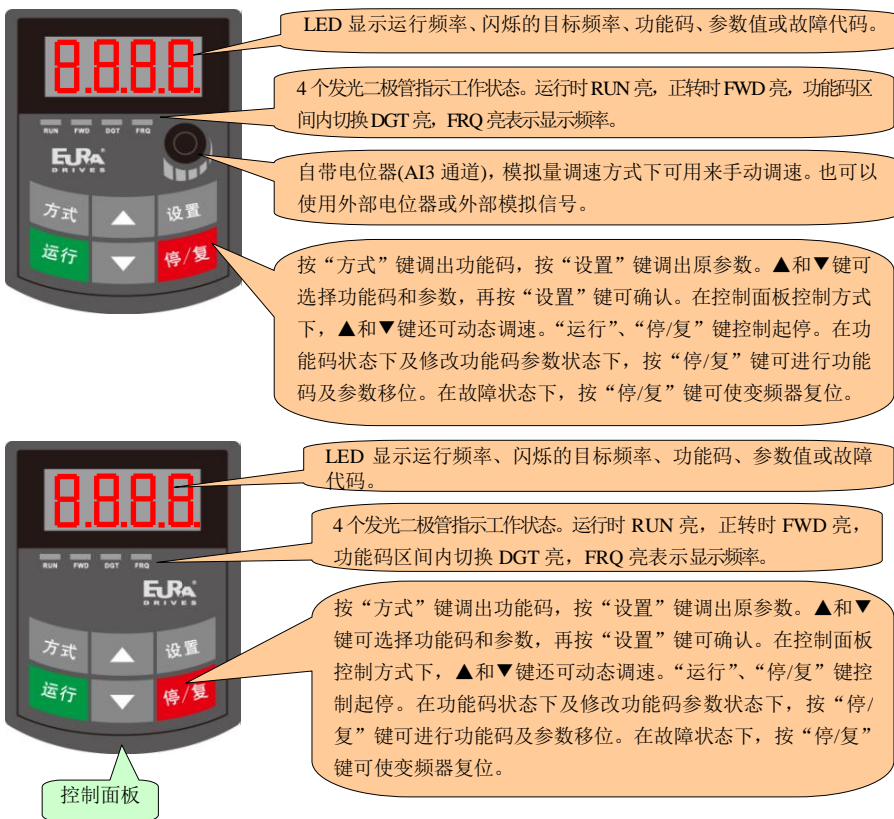 LED 显示运行频率、闪烁的目标频率、功能码、参数值或故障代码。
8.8.8.8.
4 个发光二极管指示工作状态。运行时 RUN 亮，正转时 FWD 亮，功能码区
间内切换 DGT 亮，FRQ 亮表示显示频率。
RUN FWD DGT FRQ
EURA
DRIVES
自带电位器(AI3 通道)，模拟量调速方式下可用来手动调速。也可以
使用外部电位器或外部模拟信号。
方式 ▲ 设置
运行 ▼ 停/复
按“方式”键调出功能码，按“设置”键调出原参数。▲和▼键可
选择功能码和参数，再按“设置”键可确认。在控制面板控制方式
下，▲和▼键还可动态调速。“运行”、“停/复”键控制起停。在功
能码状态下及修改功能码参数状态下，按“停/复”键可进行功能
码及参数移位。在故障状态下，按“停/复”键可使变频器复位。
LED 显示运行频率、闪烁的目标频率、功能码、参数值或故障
代码。
8.8.8.8.
4 个发光二极管指示工作状态。运行时 RUN 亮，正转时 FWD 亮，
功能码区间内切换 DGT 亮，FRQ 亮表示显示频率。
RUN FWD DGT FRQ
EURA
DRIVES
方式 ▲ 设置
运行 ▼ 停/复
按“方式”键调出功能码，按“设置”键调出原参数。▲和▼
键可选择功能码和参数，再按“设置”键可确认。在控制面板
控制方式下，▲和▼键还可动态调速。“运行”、“停/复”键控
制起停。在功能码状态下及修改功能码参数状态下，按“停/
复”键可进行功能码及参数移位。在故障状态下，按“停/复”
键可使变频器复位。
控制面板